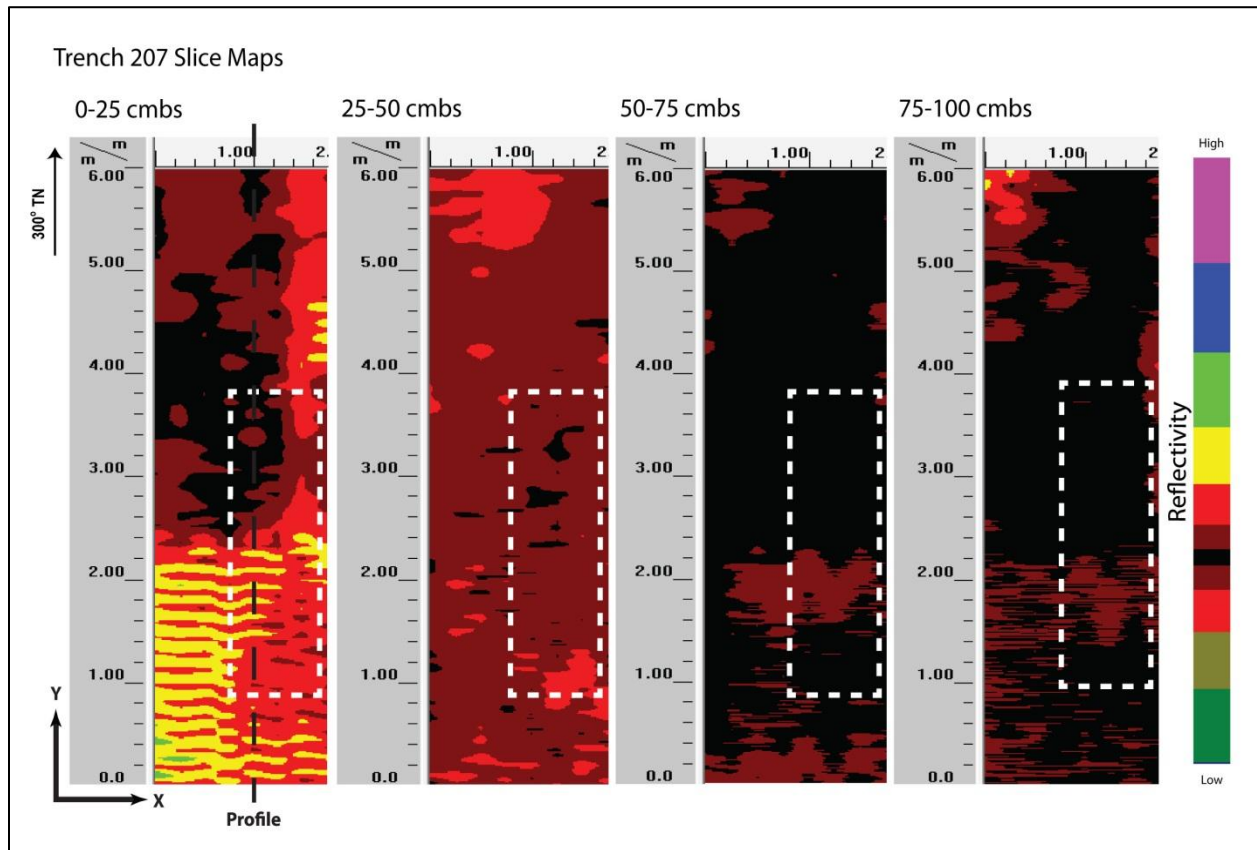 Trench 207 Slice Maps
0-25 cmbs
25-50 cmbs
50-75 cmbs
75-100 cmbs
300° TN
m
m
1.00
2.
6.00
5.00
4.00
3.00
2.00
1.00
0.0
Y
X
Profile
m
m
1.00
2
6.00
5.00
4.00
3.00
2.00
1.00
0.0
m
m
1.00
2
6.00
5.00
4.00
3.00
2.00
1.00
0.0
m
m
1.00
2
6.00
5.00
4.00
3.00
2.00
1.00
0.0
High
Reflectivity
Low